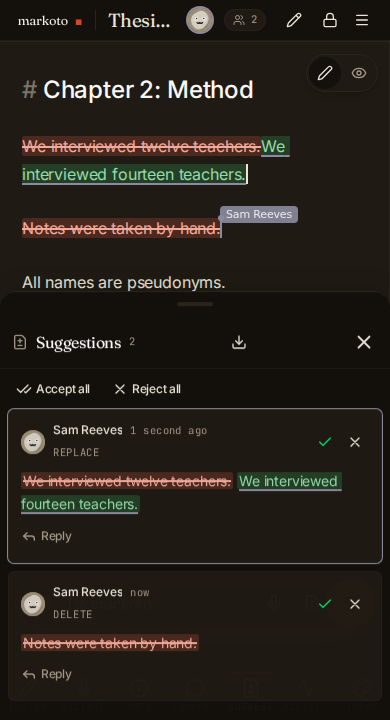 markoto
Thesi...
2
# Chapter 2: Method
We interviewed twelve teachers.We
interviewed fourteen teachers.
Sam Reeves
Notes were taken by hand.
All names are pseudonyms.
Suggestions 2
Accept all Reject all
Sam Reeves 1 second ago
REPLACE
We interviewed twelve teachers. We interviewed
fourteen teachers.
Reply
Sam Reeves now
DELETE
Notes were taken by hand.
Reply